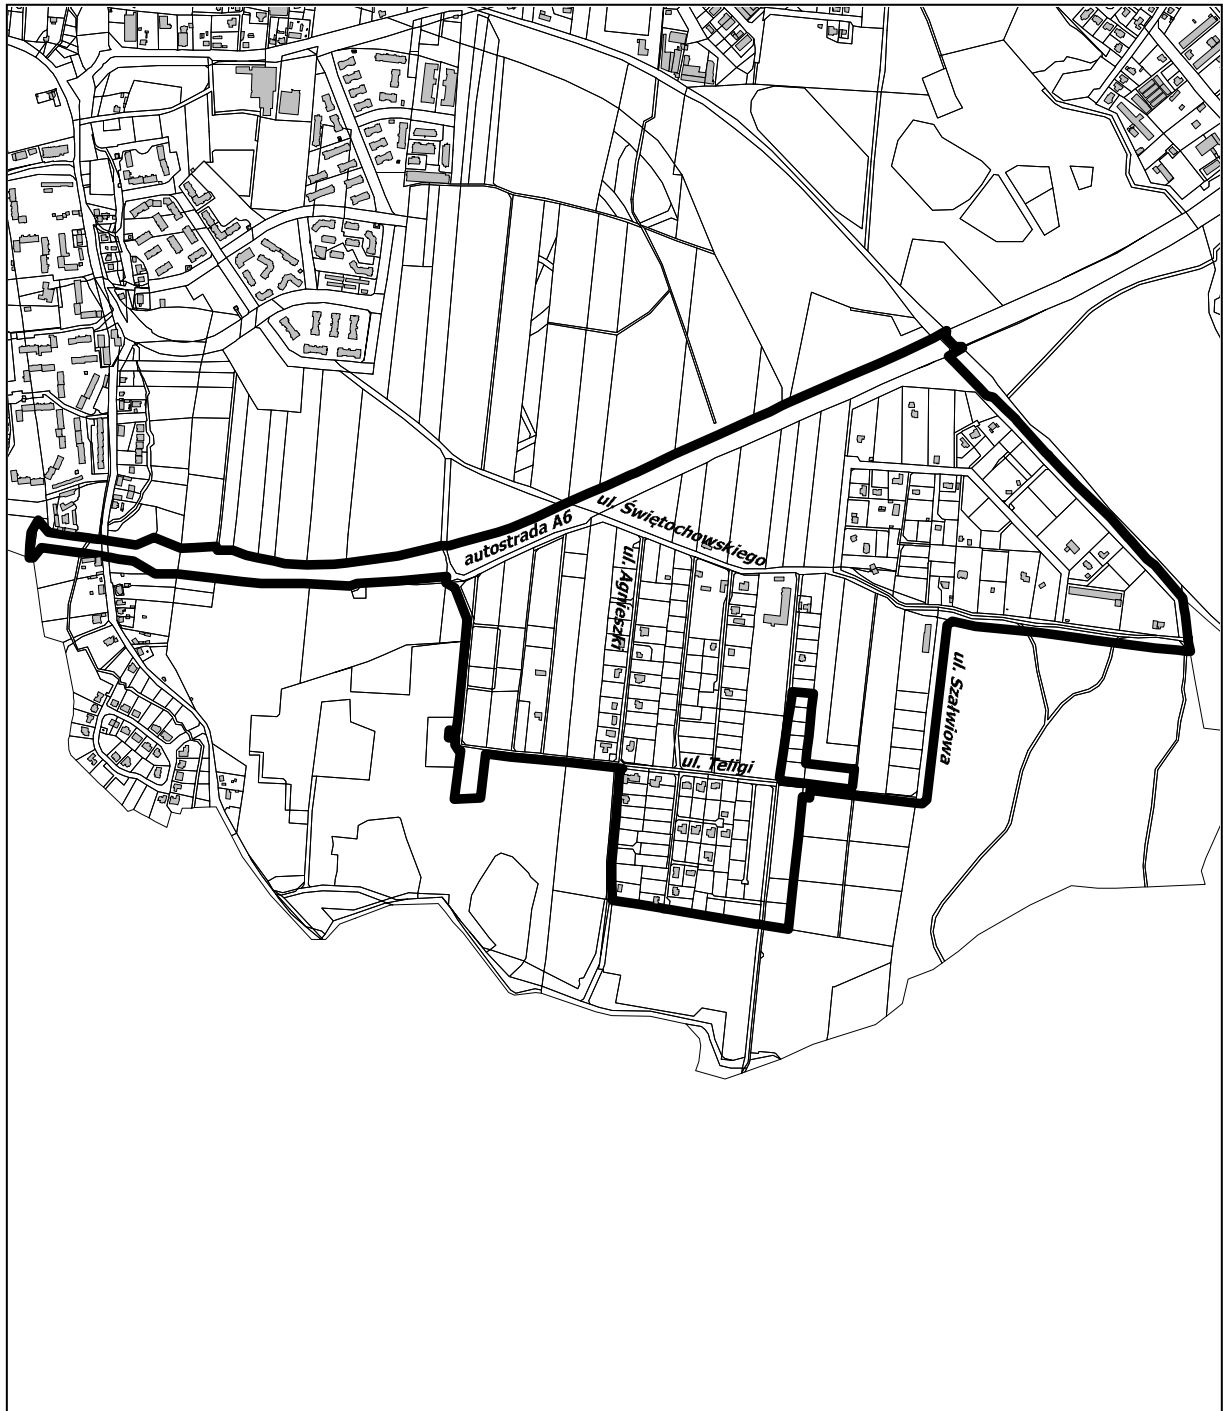 ul. Świętochowskiego
autostrada A6
ul. Agnieszki
ul. Szałwiowa
ul. Teligi